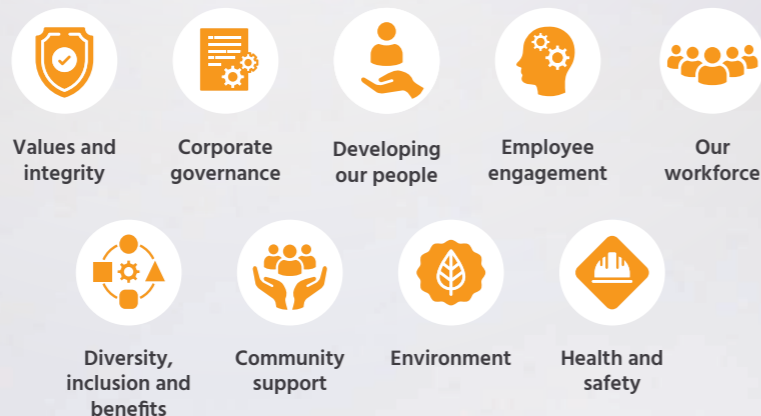 Values and
integrity
Corporate
governance
Developing
our people
Employee
engagement
Our
workforce
Diversity,
inclusion and
benefits
Community
support
Environment
Health and
safety